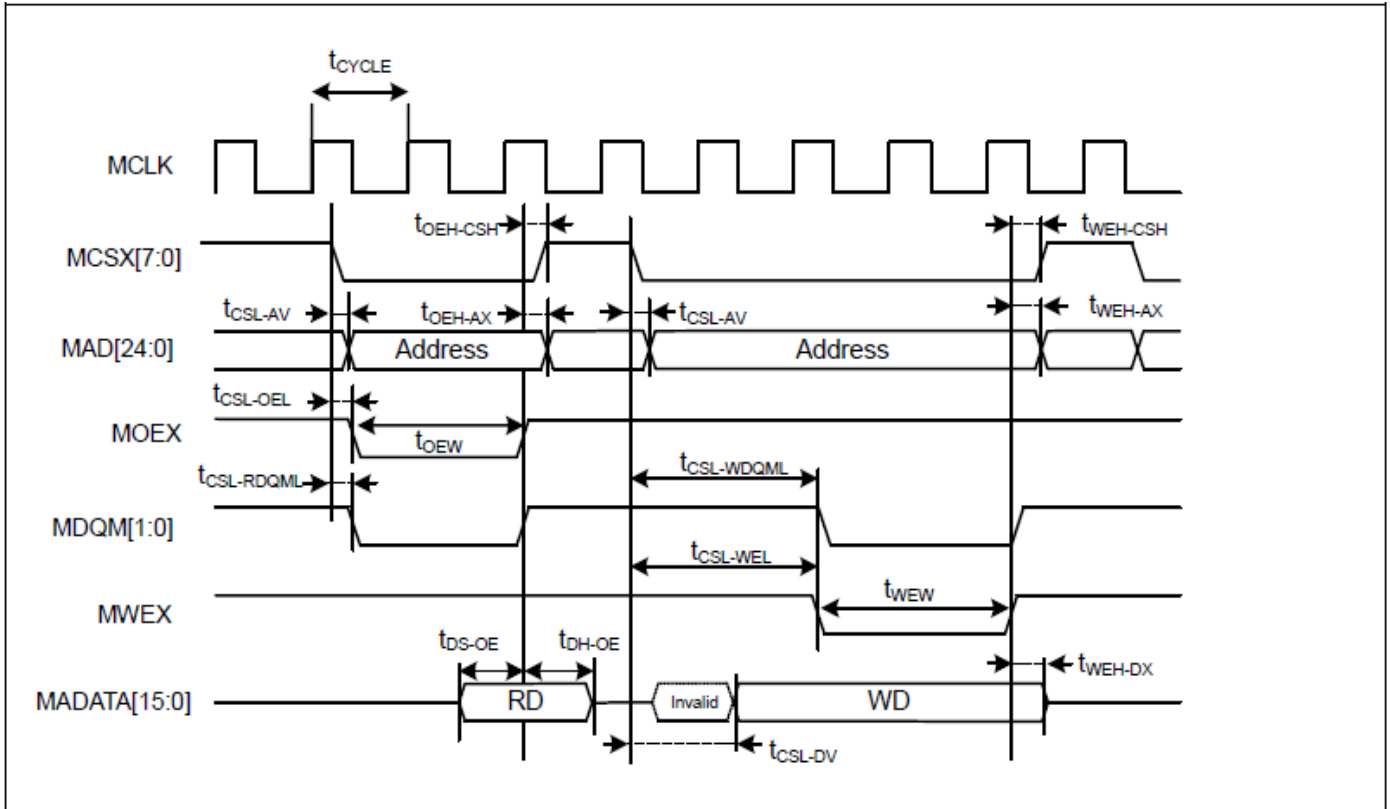 tCYCLE
MCLK
tOEH-CSH
tWEH-CSH
MCSX[7:0]
tCSL-AV
tOEH-AX
tCSL-AV
tWEH-AX
MAD[24:0]
Address
Address
tCSL-OEL
MOEX
tOEW
tCSL-RDQML
tCSL-WDQML
MDQM[1:0]
tCSL-WEL
MWEX
tWEW
tDS-OE
tDH-OE
tWEH-DX
MADATA[15:0]
RD
Invalid
WD
tCSL-DV